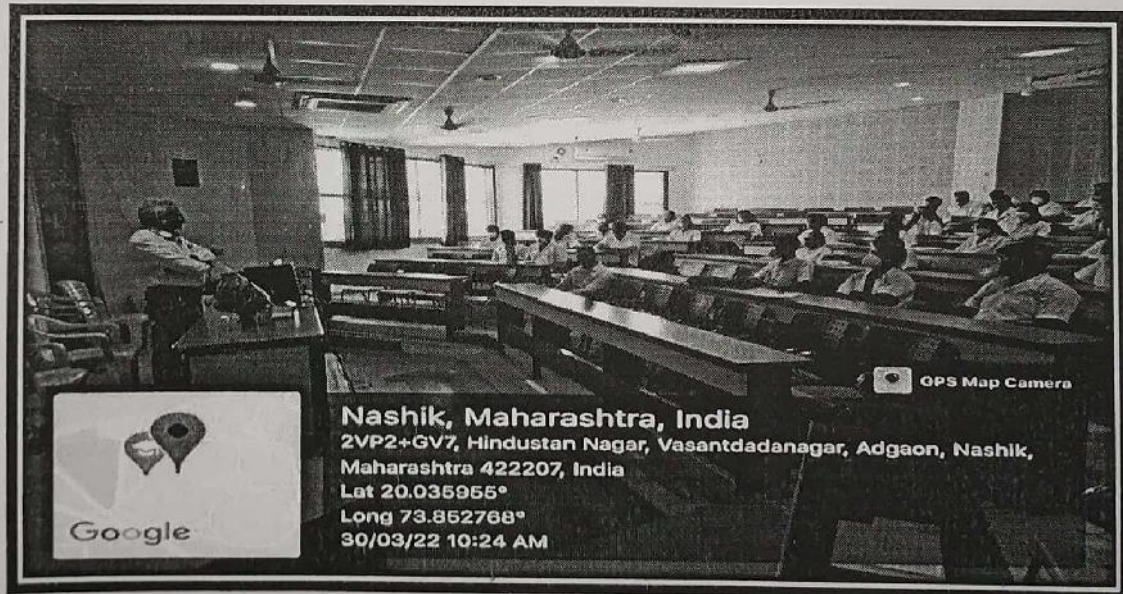 GPS Map Camera
Nashik, Maharashtra, India
2VP2+GV7, Hindustan Nagar, Vasantdadanagar, Adgaon, Nashik,
Maharashtra 422207, India
Lat 20.035955°
Long 73.852768°
30/03/22 10:24 AM
Google